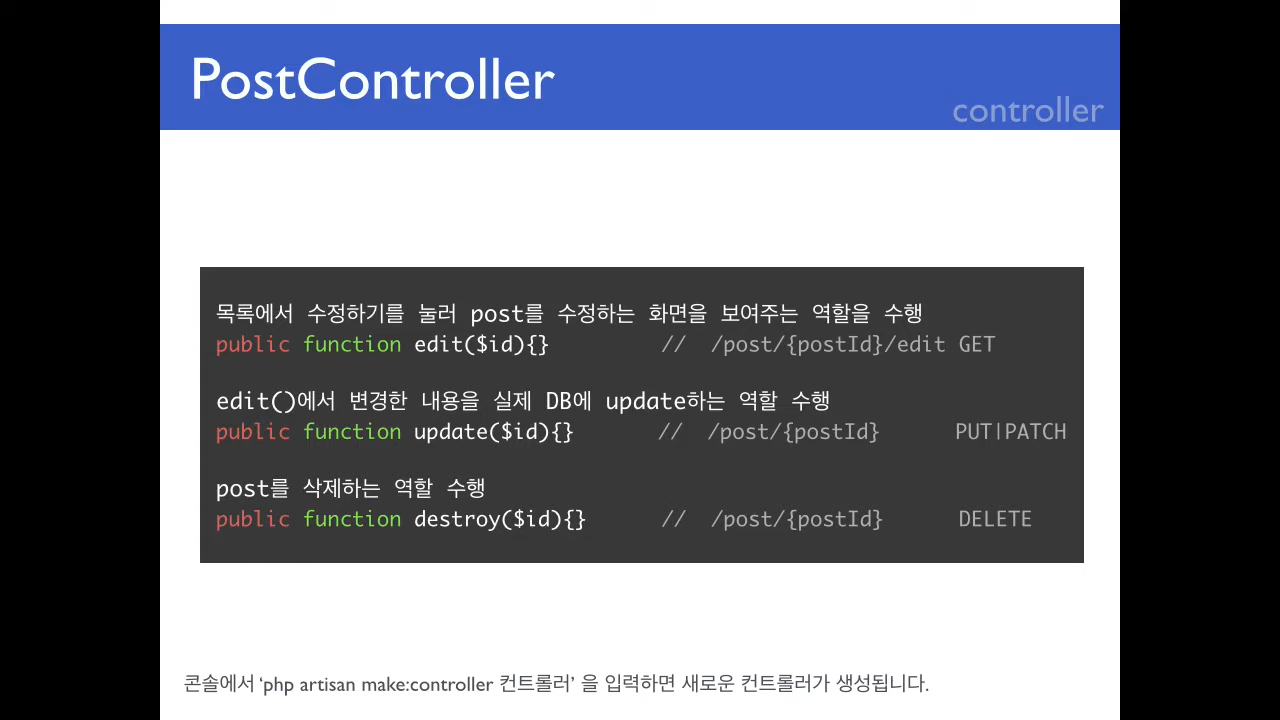 PostController
controller
목록에서 수정하기를 눌러 post를 수정하는 화면을 보여주는 역할을 수행
public function edit($id){} // /post/{postId}/edit GET
edit()에서 변경한 내용을 실제 DB에 update하는 역할 수행
public function update($id){} // /post/{postId} PUT|PATCH
post를 삭제하는 역할 수행
public function destroy($id){} // /post/{postId} DELETE
콘솔에서 ‘php artisan make:controller 컨트롤러’ 을 입력하면 새로운 컨트롤러가 생성됩니다.